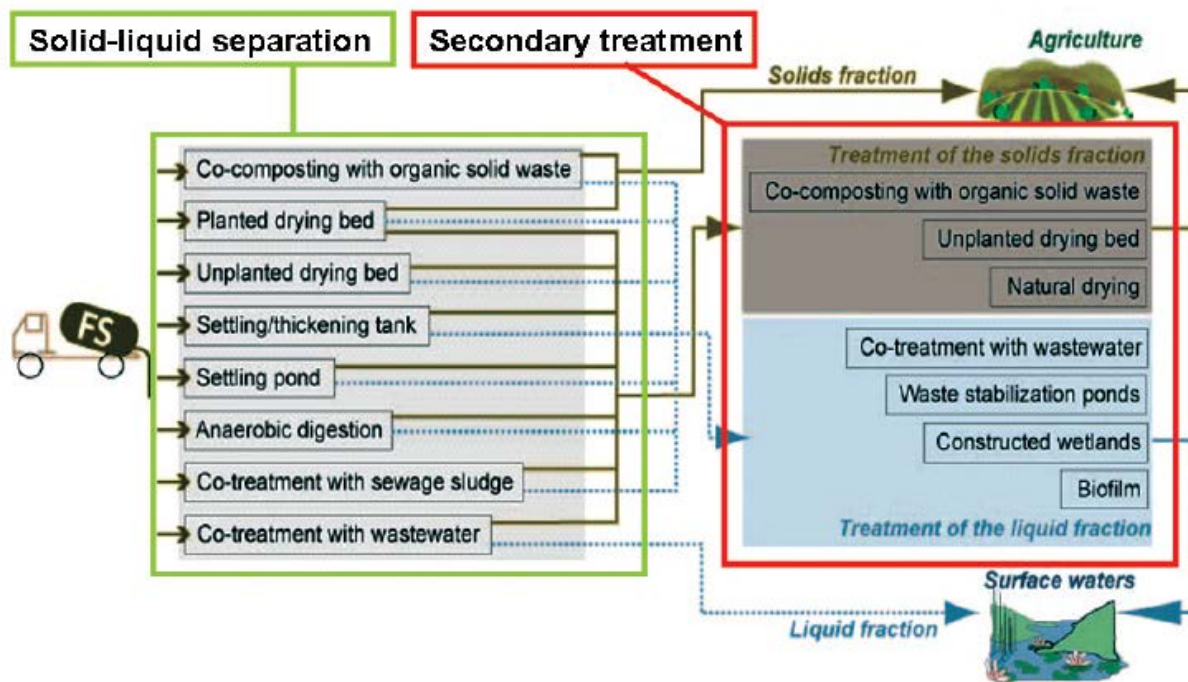 Solid-liquid separation
Secondary treatment
Agriculture
Solids fraction
Co-composting with organic solid waste
Planted drying bed
Unplanted drying bed
Settling/thickening tank
Settling pond
Anaerobic digestion
Co-treatment with sewage sludge
Co-treatment with wastewater
FS
Treatment of the solids fraction
Co-composting with organic solid waste
Unplanted drying bed
Natural drying
Co-treatment with wastewater
Waste stabilization ponds
Constructed wetlands
Biofilm
Treatment of the liquid fraction
Surface waters
Liquid fraction